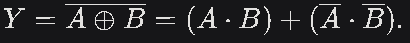 $Y = \overline{A \oplus B} = (A \cdot B) + (\overline{A} \cdot \overline{B}).$